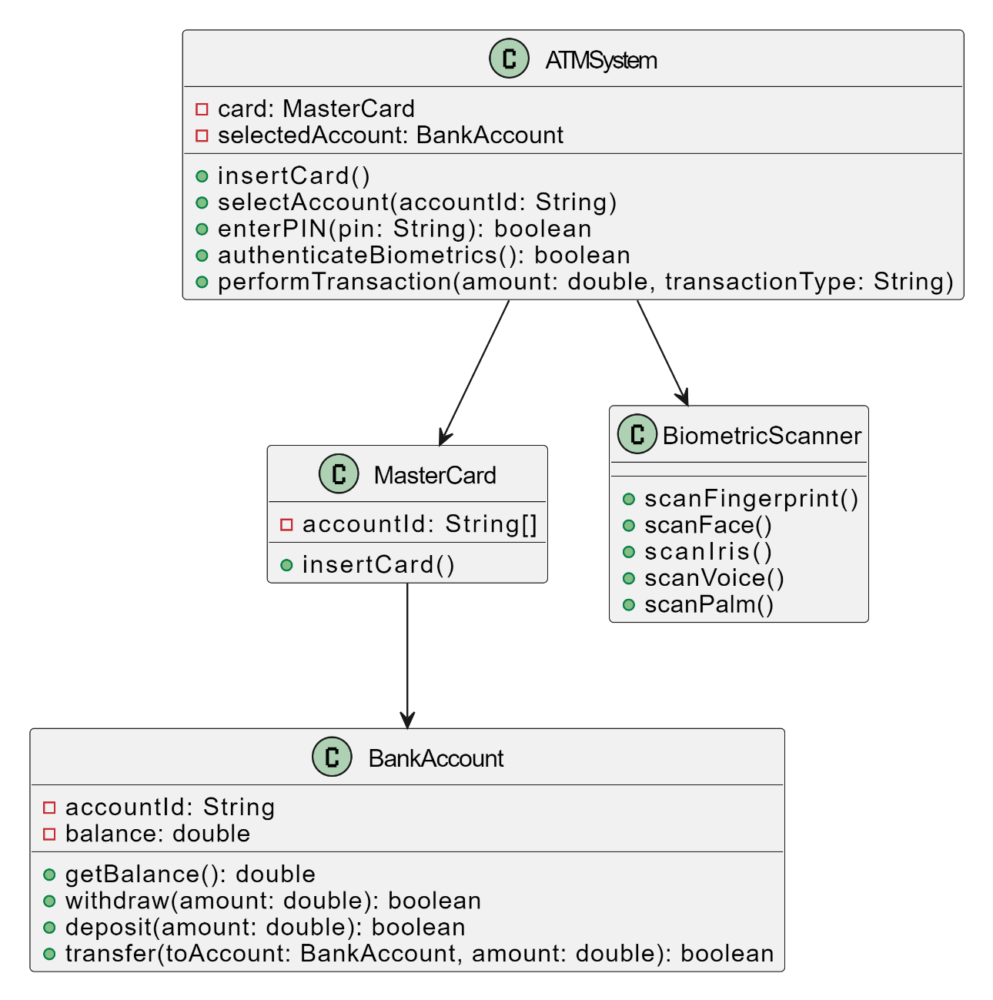 C ATMSystem
card: MasterCard
selectedAccount: BankAccount
insertCard()
selectAccount(accountId: String)
enterPIN(pin: String): boolean
authenticateBiometrics(): boolean
performTransaction(amount: double, transactionType: String)
C MasterCard
accountId: String[]
insertCard()
C BiometricScanner
scanFingerprint()
scanFace()
scanIris()
scanVoice()
scanPalm()
C BankAccount
accountId: String
balance: double
getBalance(): double
withdraw(amount: double): boolean
deposit(amount: double): boolean
transfer(toAccount: BankAccount, amount: double): boolean